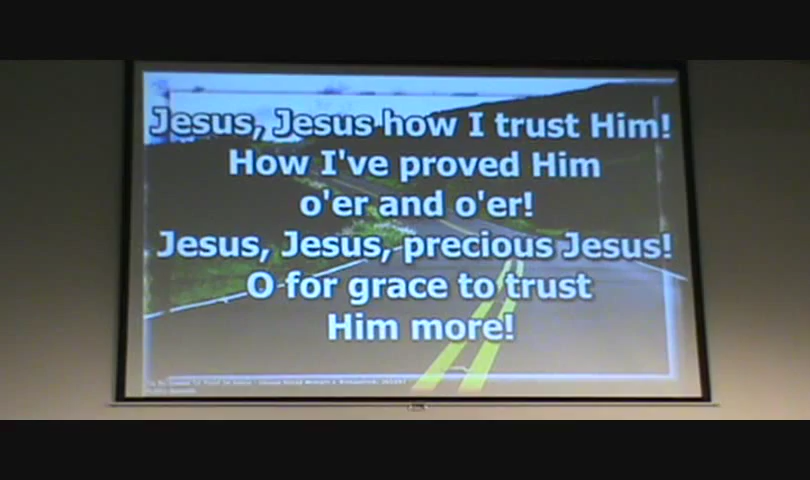 Jesus, Jesus how I trust Him!
How I've proved Him
o'er and o'er!
Jesus, Jesus, precious Jesus!
O for grace to trust
Him more!